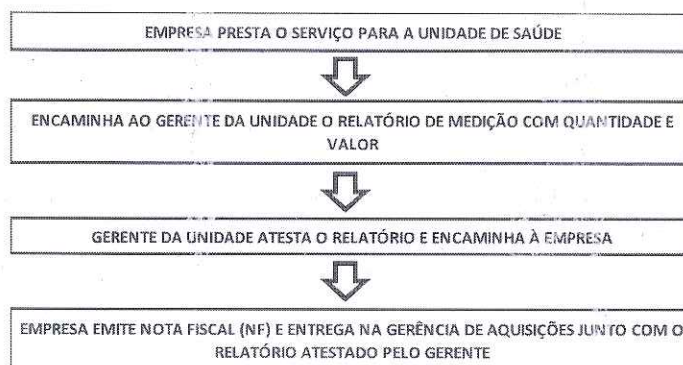 EMPRESA PRESTA O SERVIÇO PARA A UNIDADE DE SAÚDE
ENCAMINHA AO GERENTE DA UNIDADE O RELATÓRIO DE MEDIÇÃO COM QUANTIDADE E
VALOR
GERENTE DA UNIDADE ATESTA O RELATÓRIO E ENCAMINHA À EMPRESA
EMPRESA EMITE NOTA FISCAL (NF) E ENTREGA NA GERÊNCIA DE AQUISIÇÕES JUNTO COM O
RELATÓRIO ATESTADO PELO GERENTE